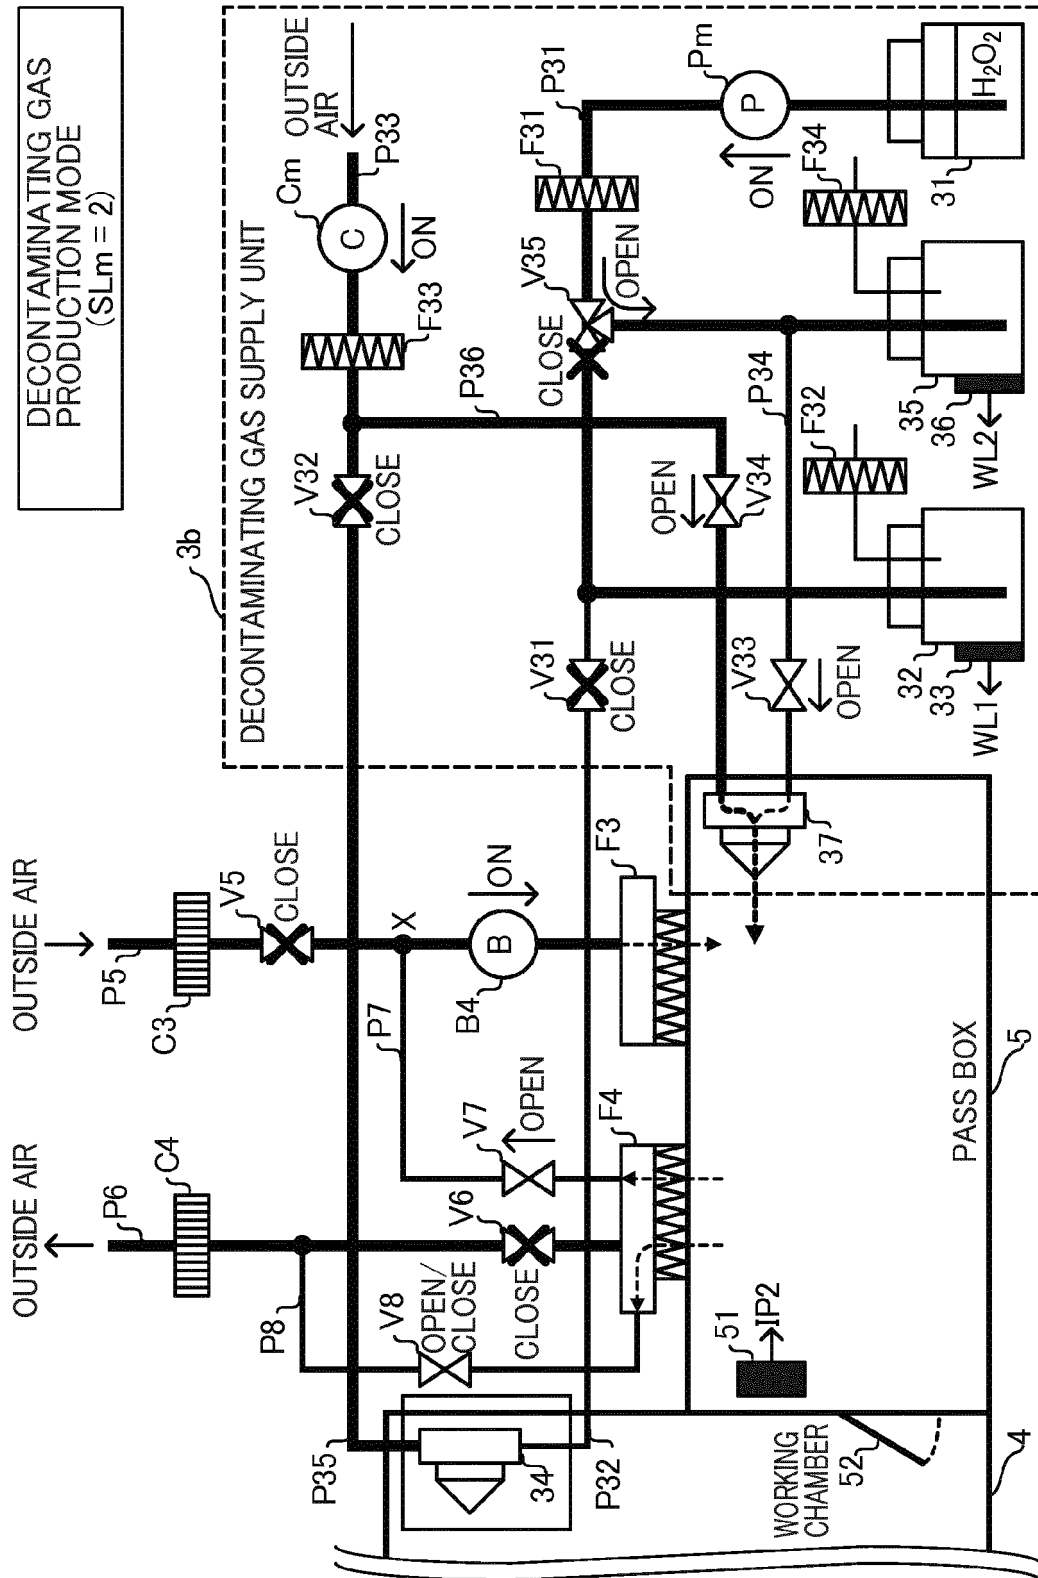 DECONTAMINATING GAS
PRODUCTION MODE
(SLm = 2)
3b
DECONTAMINATING GAS SUPPLY UNIT
OUTSIDE
AIR
P33
Cm
C
ON
F33
V32
CLOSE
P36
P31
Pm
P
ON
F31
V35
OPEN
CLOSE
H2O2
31
F34
35
36
WL2
P34
F32
32
33
WL1
V34
OPEN
V33
OPEN
V31
CLOSE
37
OUTSIDE AIR
P5
C3
V5
CLOSE
X
P7
B
ON
B4
F3
OUTSIDE AIR
P6
C4
P8
V8
OPEN/
CLOSE
V6
CLOSE
V7
OPEN
F4
PASS BOX
5
51
IP2
P35
34
P32
WORKING
CHAMBER
52
4